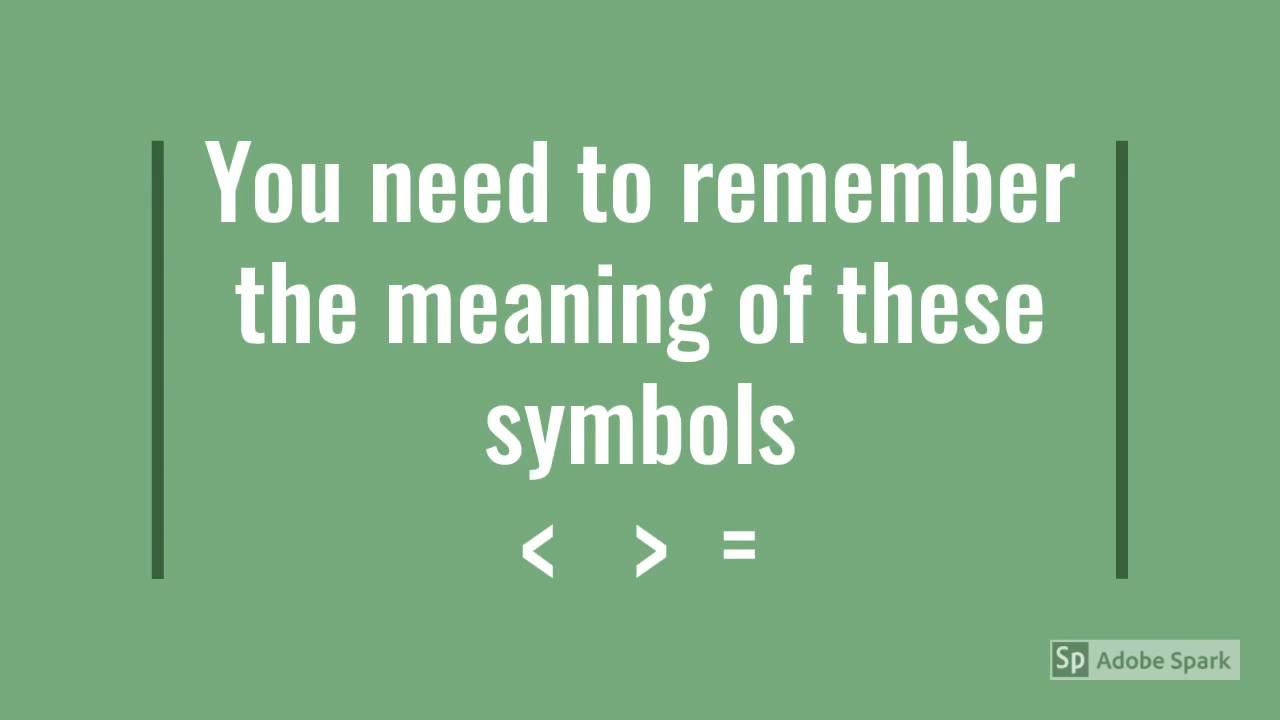 You need to remember
the meaning of these
symbols
< > =
Sp Adobe Spark